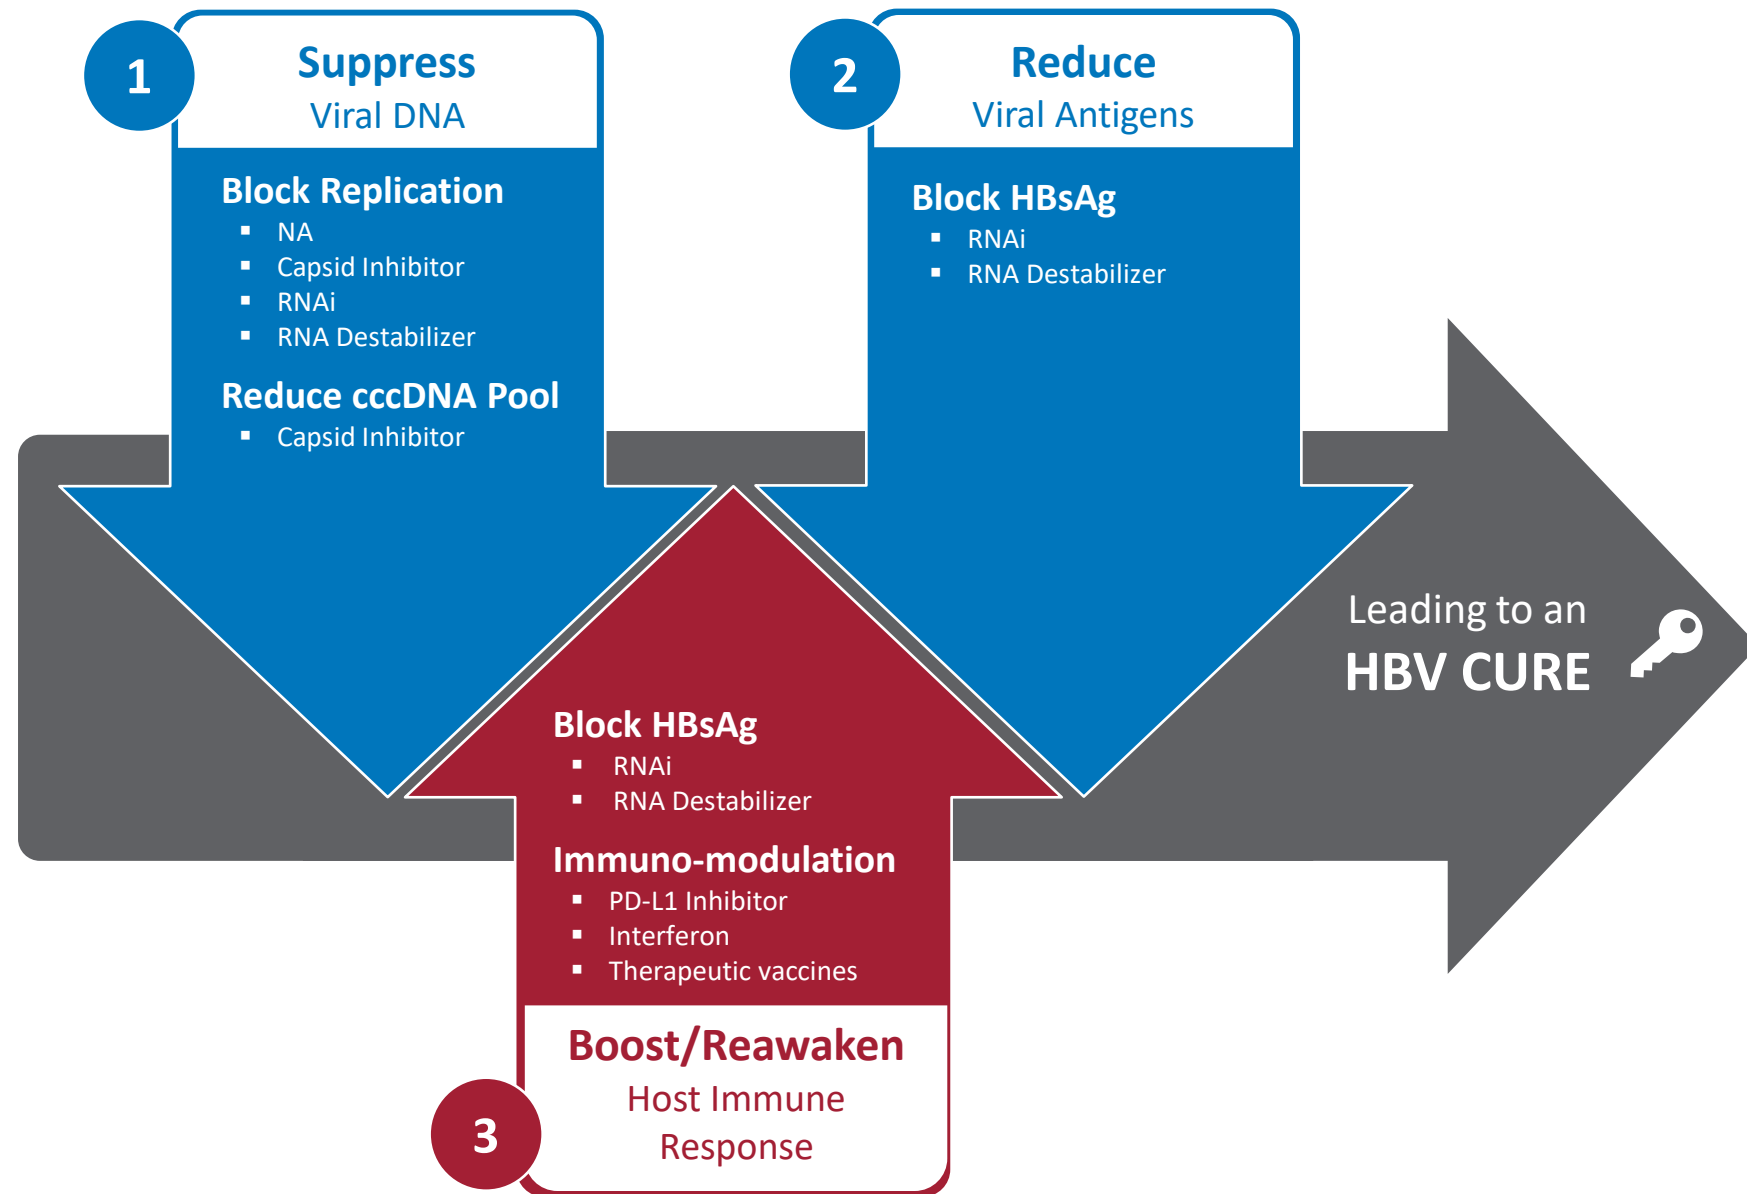 1
Suppress
Viral DNA
Block Replication
▪ NA
▪ Capsid Inhibitor
▪ RNAi
▪ RNA Destabilizer
Reduce cccDNA Pool
▪ Capsid Inhibitor
2
Reduce
Viral Antigens
Block HBsAg
▪ RNAi
▪ RNA Destabilizer
Block HBsAg
▪ RNAi
▪ RNA Destabilizer
Immuno-modulation
▪ PD-L1 Inhibitor
▪ Interferon
▪ Therapeutic vaccines
3
Boost/Reawaken
Host Immune
Response
Leading to an
HBV CURE